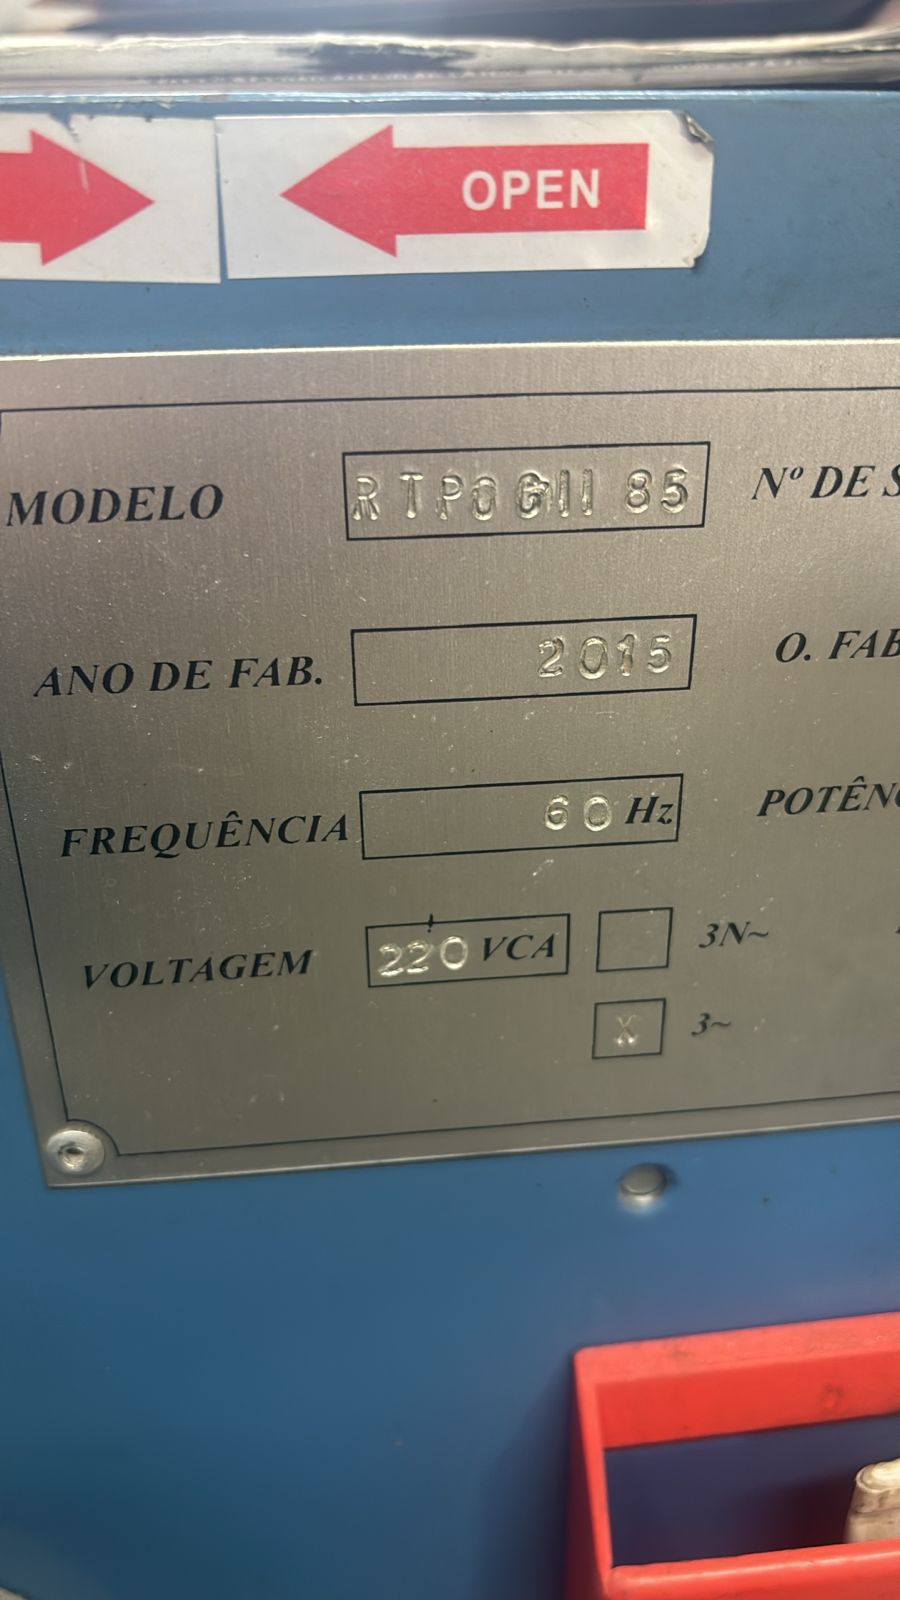 OPEN
MODELO RTPOGII 85 Nº DE S
ANO DE FAB. 2015 O. FAB
FREQUÊNCIA 60 Hz POTÊNC
VOLTAGEM 220 VCA 3N~
X 3~